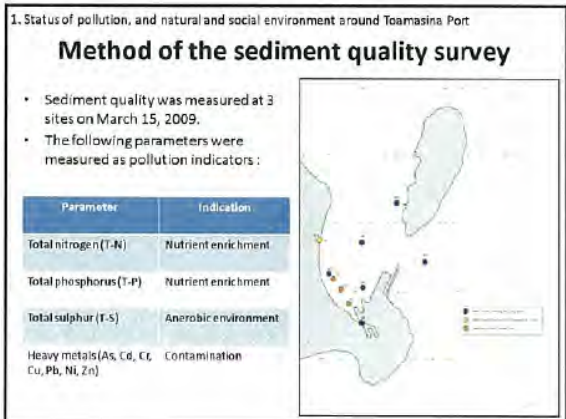 1. Status of pollution, and natural and social environment around Toamasina Port
Method of the sediment quality survey
• Sediment quality was measured at 3
sites on March 15, 2009.
• The following parameters were
measured as pollution indicators :
Parameter Indication
Total nitrogen (T-N) Nutrient enrichment
Total phosphorus (T-P) Nutrient enrichment
Total sulphur (T-S) Anerobic environment
Heavy metals (As, Cd, Cr, Contamination
Cu, Pb, Ni, Zn)